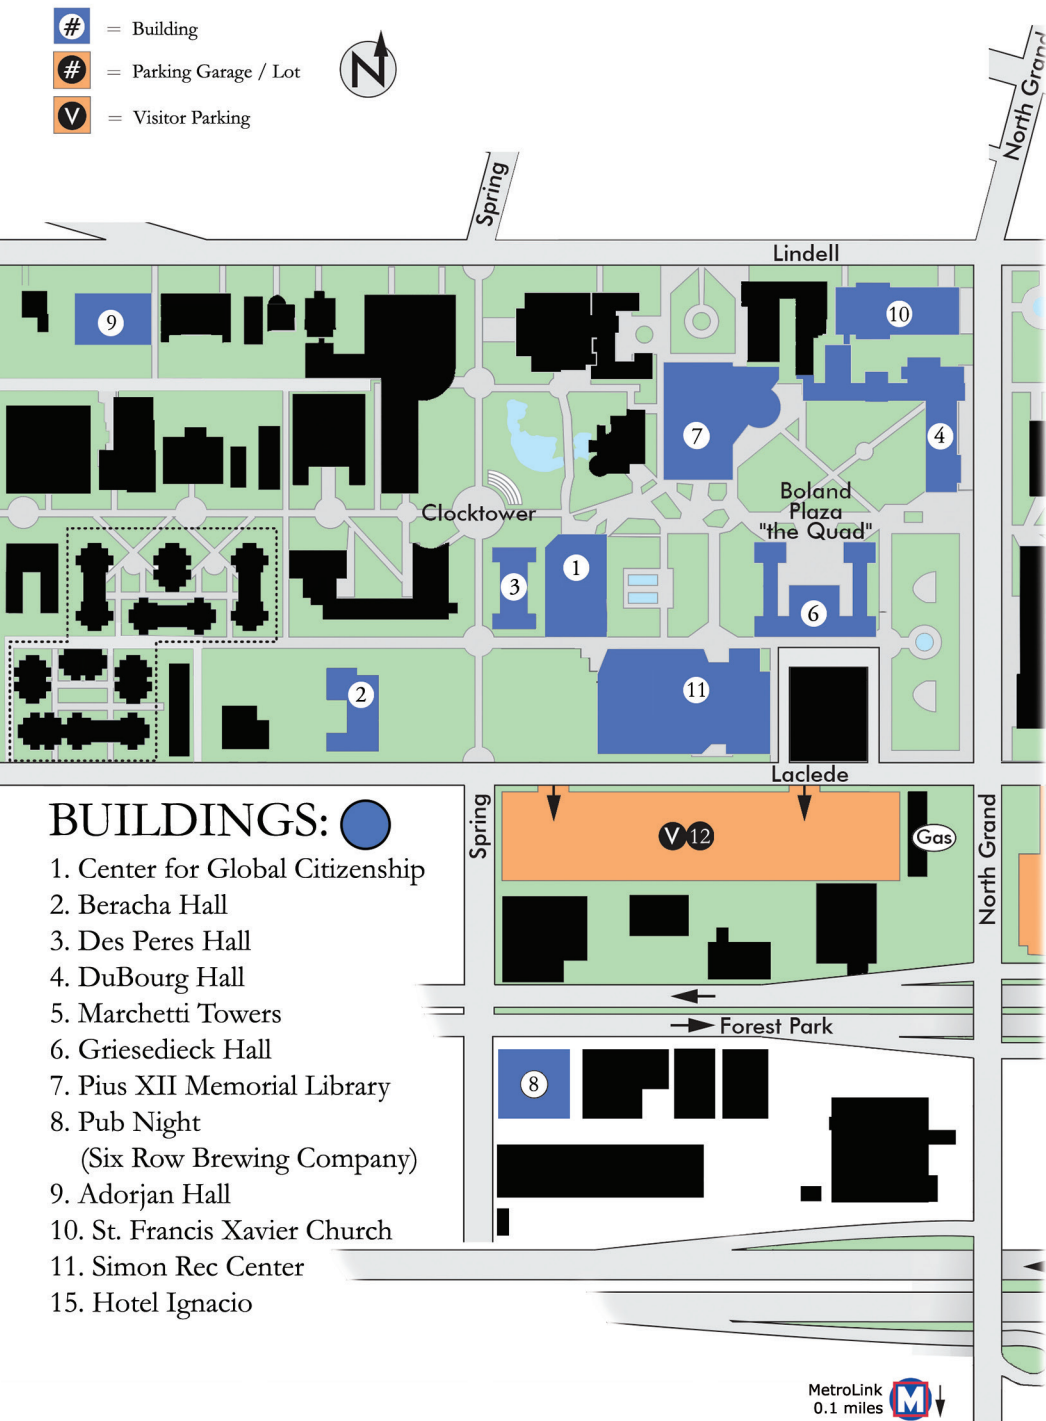 # = Building
# = Parking Garage / Lot
V = Visitor Parking
N
North Grand
Spring
Lindell
9
10
7
4
Boland
Plaza
"the Quad"
Clocktower
1
3
6
2
11
Laclede
Spring
V 12
Gas
North Grand
BUILDINGS:
1. Center for Global Citizenship
2. Beracha Hall
3. Des Peres Hall
4. DuBourg Hall
5. Marchetti Towers
6. Griesedieck Hall
7. Pius XII Memorial Library
8. Pub Night
(Six Row Brewing Company)
9. Adorjan Hall
10. St. Francis Xavier Church
11. Simon Rec Center
15. Hotel Ignacio
Forest Park
8
MetroLink
0.1 miles
M